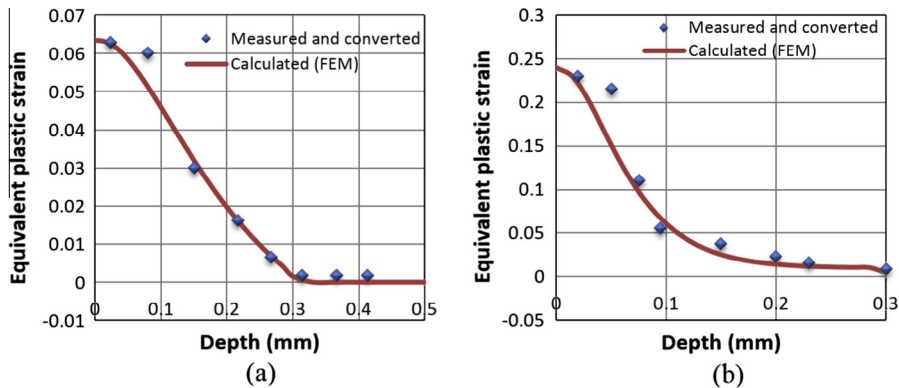 0.07
0.06
0.05
0.04
0.03
0.02
0.01
0
-0.01
Equivalent plastic strain
Measured and converted
Calculated (FEM)
0 0.1 0.2 0.3 0.4 0.5
Depth (mm)
(a)
0.3
0.25
0.2
0.15
0.1
0.05
0
-0.05
Equivalent plastic strain
Measured and converted
Calculated (FEM)
0 0.1 0.2 0.3
Depth (mm)
(b)